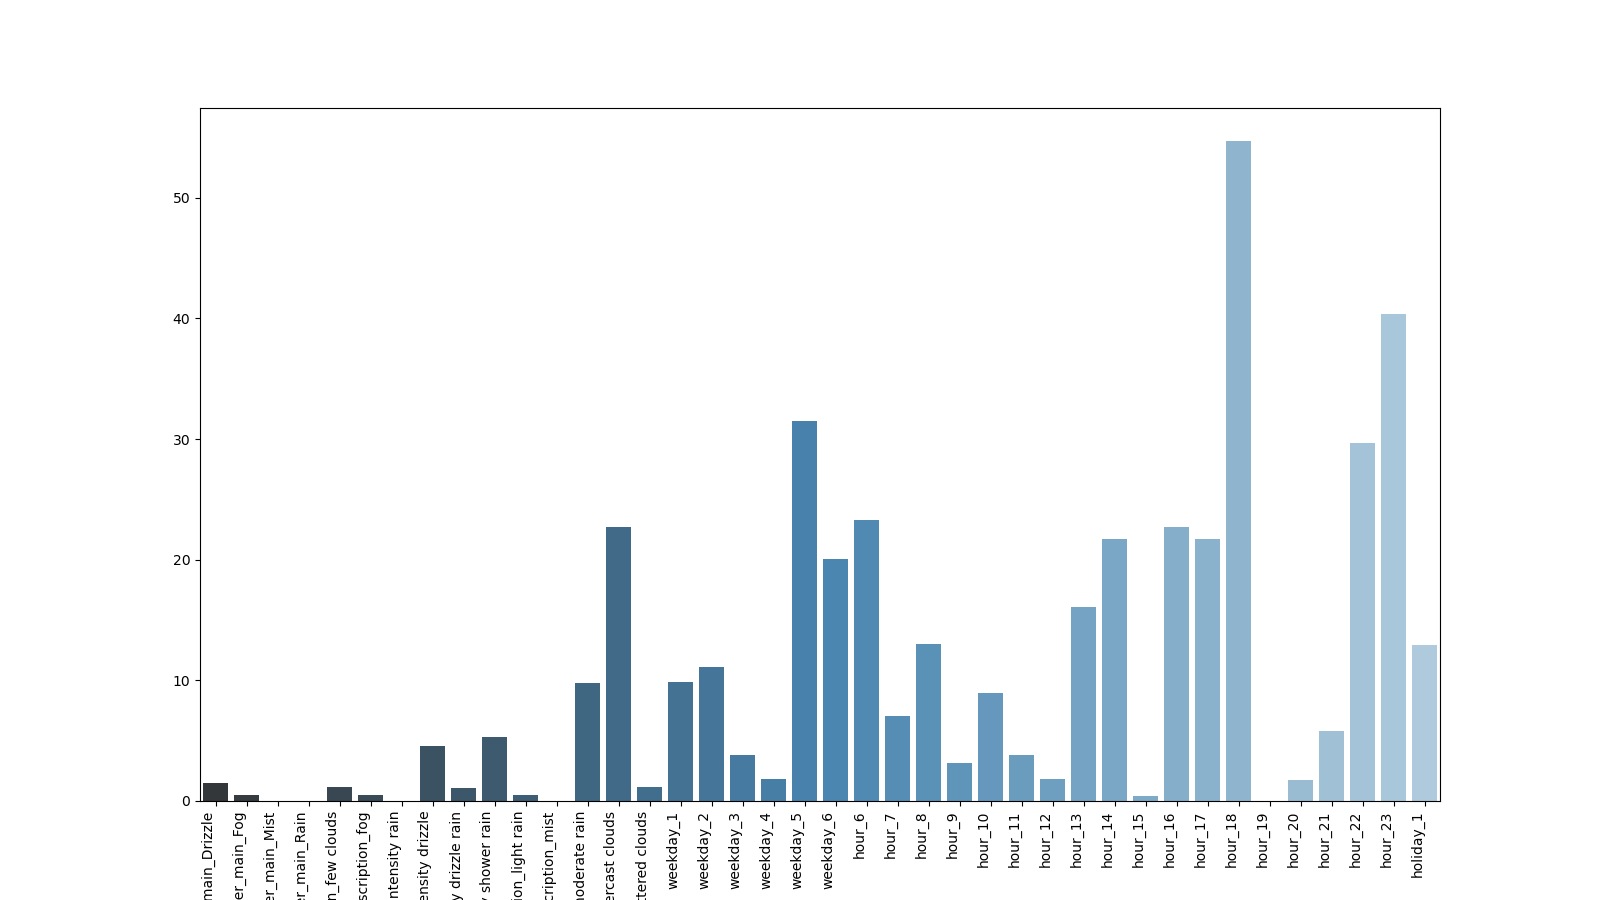 50
40
30
20
10
0
main_Drizzle
er_main_Fog
er_main_Mist
er_main_Rain
n_few clouds
scription_fog
ntensity rain
ensity drizzle
y drizzle rain
shower rain
ion_light rain
cription_mist
moderate rain
ercast clouds
ttered clouds
weekday_1
weekday_2
weekday_3
weekday_4
weekday_5
weekday_6
hour_6
hour_7
hour_8
hour_9
hour_10
hour_11
hour_12
hour_13
hour_14
hour_15
hour_16
hour_17
hour_18
hour_19
hour_20
hour_21
hour_22
hour_23
holiday_1